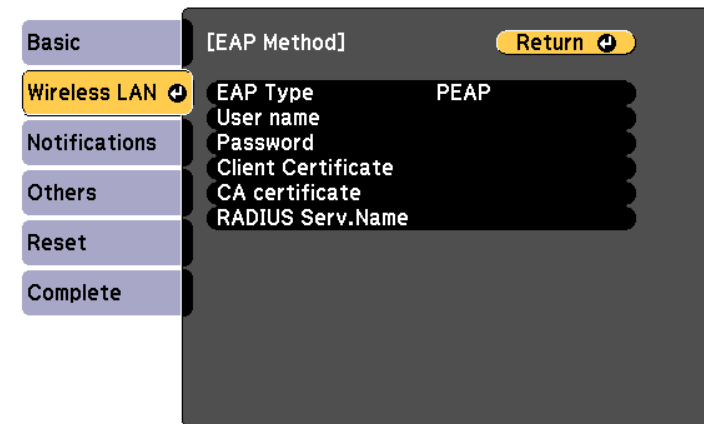 Basic
Wireless LAN
Notifications
Others
Reset
Complete
[EAP Method]
Return
EAP Type PEAP
User name
Password
Client Certificate
CA certificate
RADIUS Serv.Name